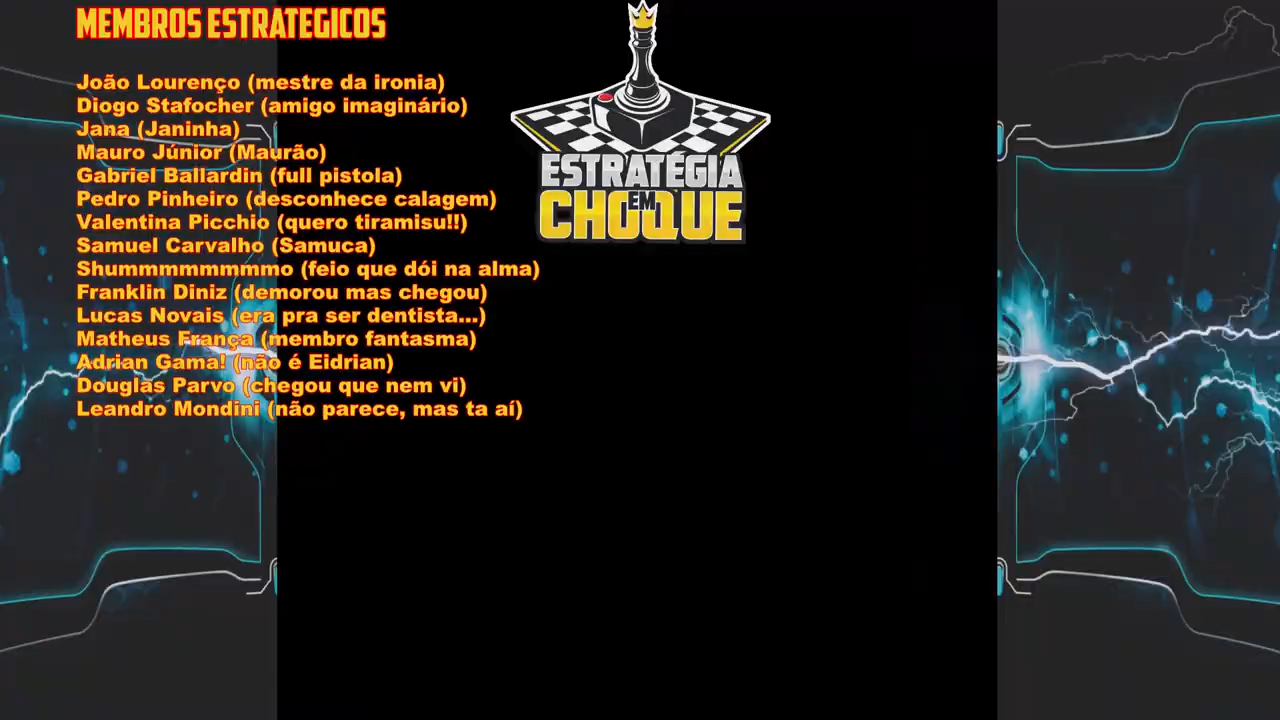 MEMBROS ESTRATEGICOS
João Lourenço (mestre da ironia)
Diogo Stafocher (amigo imaginário)
Jana (Janinha)
Mauro Júnior (Maurão)
Gabriel Ballardin (full pistola)
Pedro Pinheiro (desconhece calagem)
Valentina Picchio (quero tiramisu!!)
Samuel Carvalho (Samuca)
Shummmmmmmmo (feio que dói na alma)
Franklin Diniz (demorou mas chegou)
Lucas Novais (era pra ser dentista...)
Matheus França (membro fantasma)
Adrian Gama! (não é Eidrian)
Douglas Parvo (chegou que nem vi)
Leandro Mondini (não parece, mas ta aí)
ESTRATÉGIA
EM
CHOQUE